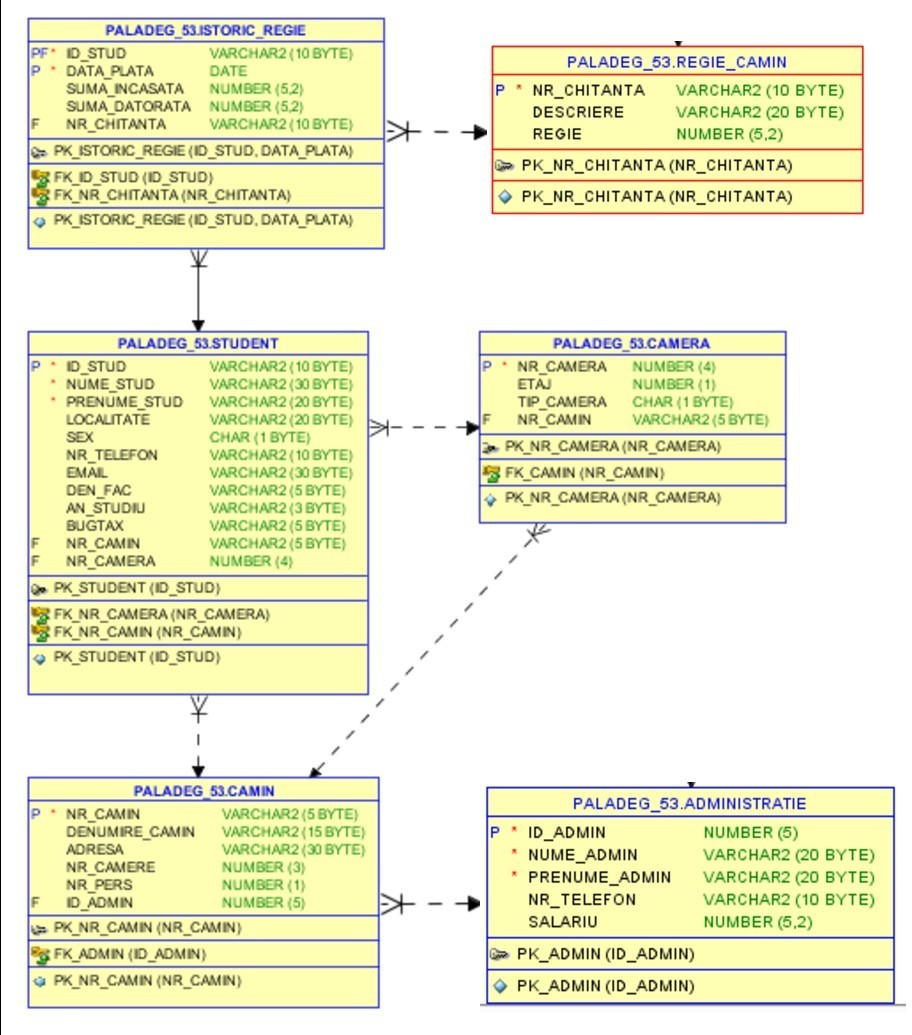 PALADEG_53.ISTORIC_REGIE
PF * ID_STUD VARCHAR2 (10 BYTE)
P * DATA_PLATA DATE
SUMA_INCASATA NUMBER (5,2)
SUMA_DATORATA NUMBER (5,2)
F NR_CHITANTA VARCHAR2 (10 BYTE)
PK_ISTORIC_REGIE (ID_STUD, DATA_PLATA)
FK_ID_STUD (ID_STUD)
FK_NR_CHITANTA (NR_CHITANTA)
PK_ISTORIC_REGIE (ID_STUD, DATA_PLATA)
PALADEG_53.REGIE_CAMIN
P * NR_CHITANTA VARCHAR2 (10 BYTE)
DESCRIERE VARCHAR2 (20 BYTE)
REGIE NUMBER (5,2)
PK_NR_CHITANTA (NR_CHITANTA)
PK_NR_CHITANTA (NR_CHITANTA)
PALADEG_53.STUDENT
P * ID_STUD VARCHAR2 (10 BYTE)
* NUME_STUD VARCHAR2 (30 BYTE)
* PRENUME_STUD VARCHAR2 (20 BYTE)
LOCALITATE VARCHAR2 (20 BYTE)
SEX CHAR (1 BYTE)
NR_TELEFON VARCHAR2 (10 BYTE)
EMAIL VARCHAR2 (30 BYTE)
DEN_FAC VARCHAR2 (5 BYTE)
AN_STUDIU VARCHAR2 (3 BYTE)
BUGTAX VARCHAR2 (5 BYTE)
F NR_CAMIN VARCHAR2 (5 BYTE)
F NR_CAMERA NUMBER (4)
PK_STUDENT (ID_STUD)
FK_NR_CAMERA (NR_CAMERA)
FK_NR_CAMIN (NR_CAMIN)
PK_STUDENT (ID_STUD)
PALADEG_53.CAMERA
P * NR_CAMERA NUMBER (4)
ETAJ NUMBER (1)
TIP_CAMERA CHAR (1 BYTE)
F NR_CAMIN VARCHAR2 (5 BYTE)
PK_NR_CAMERA (NR_CAMERA)
FK_CAMIN (NR_CAMIN)
PK_NR_CAMERA (NR_CAMERA)
PALADEG_53.CAMIN
P * NR_CAMIN VARCHAR2 (5 BYTE)
DENUMIRE_CAMIN VARCHAR2 (15 BYTE)
ADRESA VARCHAR2 (30 BYTE)
NR_CAMERE NUMBER (3)
NR_PERS NUMBER (1)
F ID_ADMIN NUMBER (5)
PK_NR_CAMIN (NR_CAMIN)
FK_ADMIN (ID_ADMIN)
PK_NR_CAMIN (NR_CAMIN)
PALADEG_53.ADMINISTRATIE
P * ID_ADMIN NUMBER (5)
* NUME_ADMIN VARCHAR2 (20 BYTE)
* PRENUME_ADMIN VARCHAR2 (20 BYTE)
NR_TELEFON VARCHAR2 (10 BYTE)
SALARIU NUMBER (5,2)
PK_ADMIN (ID_ADMIN)
PK_ADMIN (ID_ADMIN)